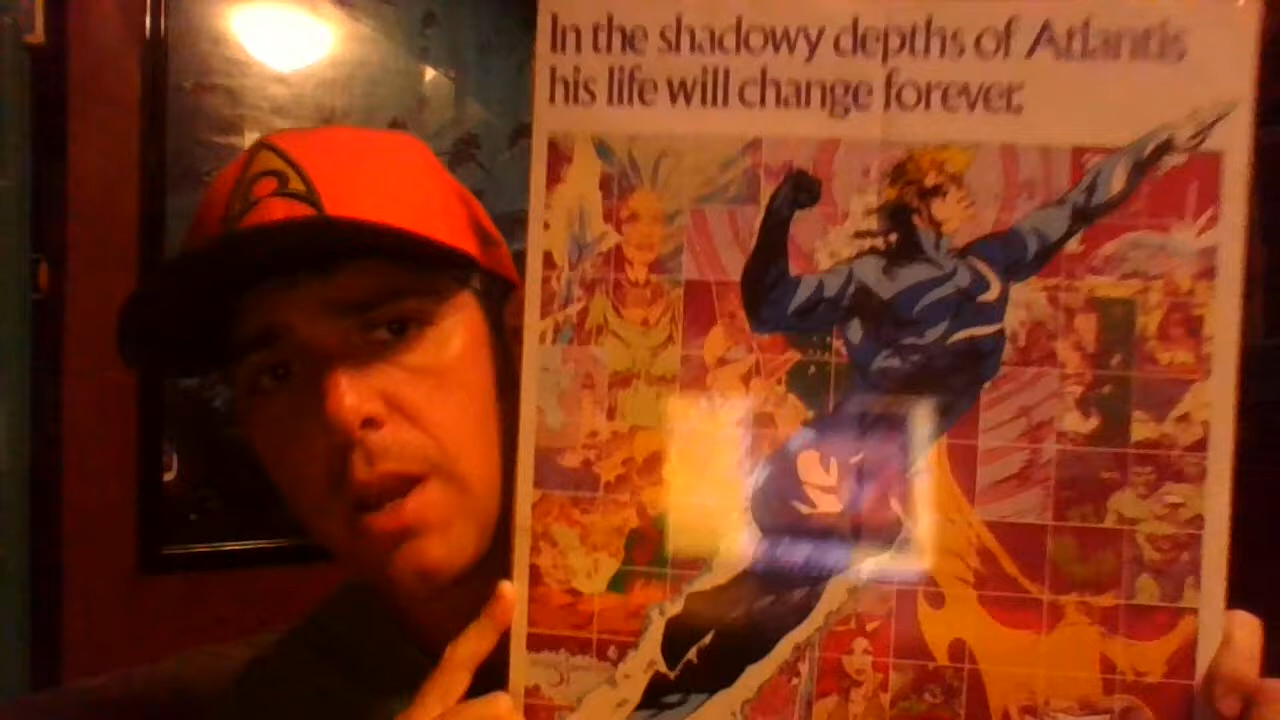 In the shadowy depths of Atlantis
his life will change forever.